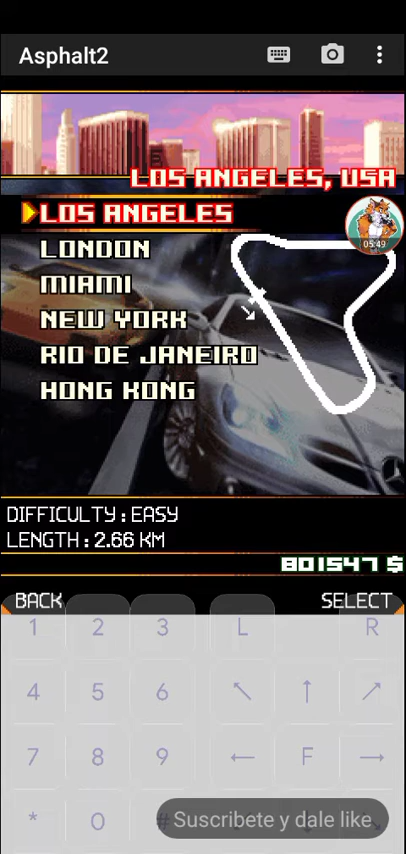 Asphalt2
LOS ANGELES, USA
LOS ANGELES
05:49
LONDON
MIAMI
NEW YORK
RIO DE JANEIRO
HONG KONG
DIFFICULTY : EASY
LENGTH : 2.66 KM
801547 $
BACK SELECT
1 2 3 L R
4 5 6 ↖ ↑ ↗
7 8 9 ← F →
* 0 #
Suscribete y dale like